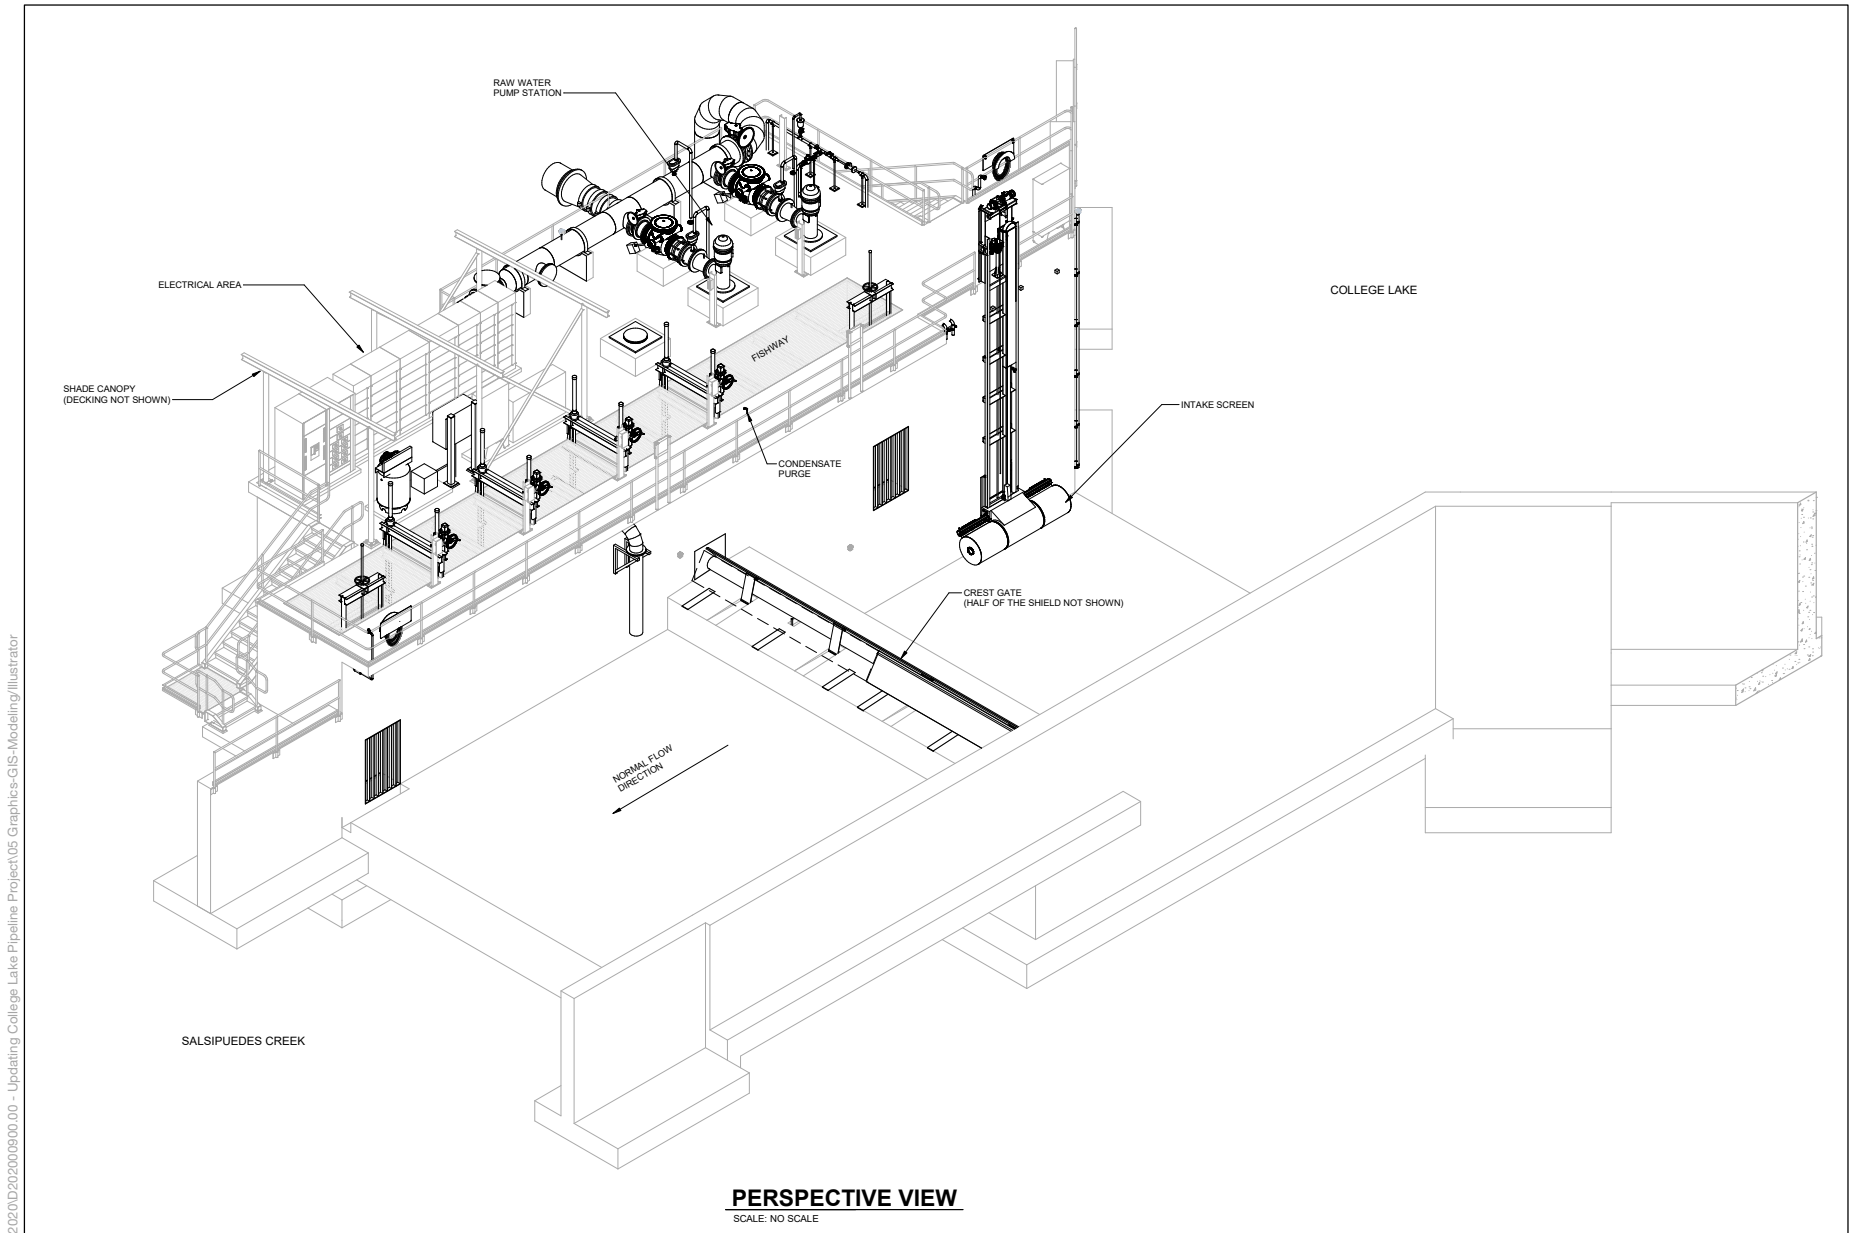 RAW WATER
PUMP STATION
ELECTRICAL AREA
COLLEGE LAKE
FISHWAY
SHADE CANOPY
(DECKING NOT SHOWN)
INTAKE SCREEN
CONDENSATE
PURGE
CREST GATE
(HALF OF THE SHIELD NOT SHOWN)
NORMAL FLOW
DIRECTION
SALSIPUEDES CREEK
PERSPECTIVE VIEW
SCALE: NO SCALE
2020\D202000900.00 - Updating College Lake Pipeline Project\05 Graphics-GIS-Modeling/Illustrator